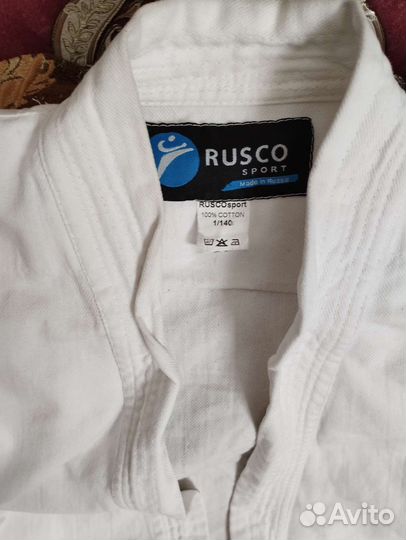 RUSCO
SPORT
Made in Russia
RUSCOsport
100% COTTON
1/140
Avito